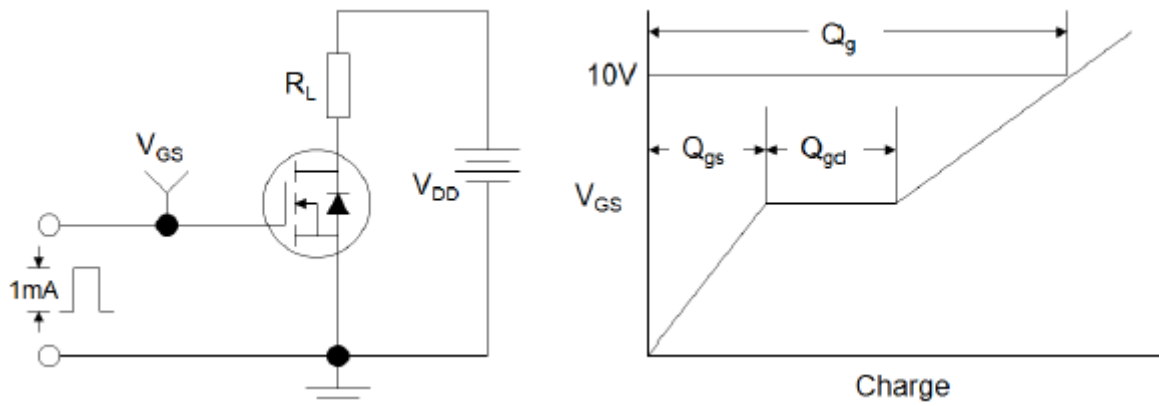 R_L
V_GS
V_DD
1mA
Q_g
10V
Q_gs
Q_gd
V_GS
Charge